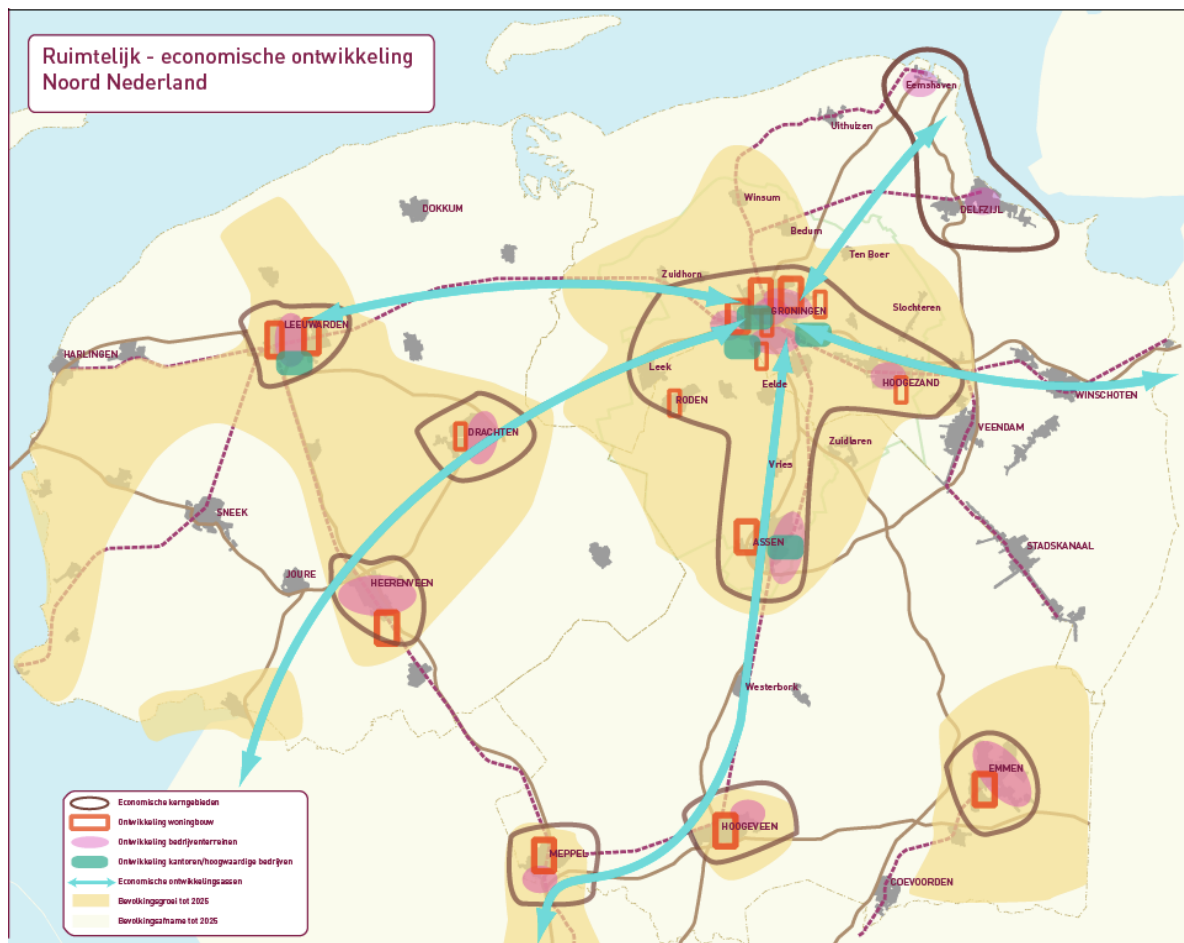 Ruimtelijk - economische ontwikkeling
Noord Nederland
Eemshaven
Uithuizen
Winsum
DELFZIJL
DOKKUM
Bedum
Ten Boer
Zuidhorn
Slochteren
GRONINGEN
LEEUWARDEN
HARLINGEN
Leek
Eelde
HOOGEZAND
WINSCHOTEN
RODEN
DRACHTEN
VEENDAM
Zuidlaren
Vries
SNEEK
ASSEN
STADSKANAAL
JOURE
HEERENVEEN
Westerbork
EMMEN
HOOGEVEEN
MEPPEL
COEVOORDEN
Economische kerngebieden
Ontwikkeling woningbouw
Ontwikkeling bedrijventerreinen
Ontwikkeling kantoren/hoogwaardige bedrijven
Economische ontwikkelingsassen
Bevolkingsgroei tot 2025
Bevolkingsafname tot 2025